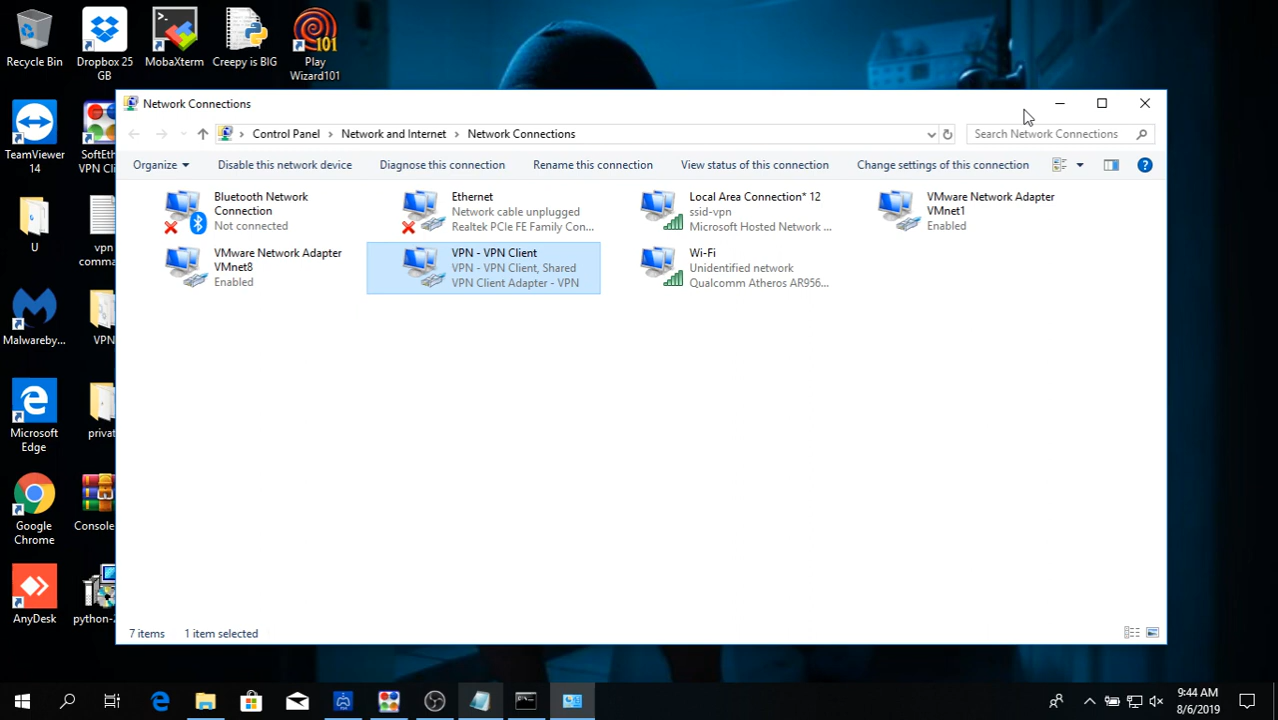 Recycle Bin
Dropbox 25
GB
MobaXterm
Creepy is BIG
Play
Wizard101
101
TeamViewer
14
SoftEth
VPN Cli
U
vpn
comma
Malwareby...
VPN
Microsoft
Edge
privat
Google
Chrome
Console
AnyDesk
python-2
Network Connections
Control Panel > Network and Internet > Network Connections
Search Network Connections
Organize
Disable this network device
Diagnose this connection
Rename this connection
View status of this connection
Change settings of this connection
Bluetooth Network
Connection
Not connected
Ethernet
Network cable unplugged
Realtek PCIe FE Family Con...
Local Area Connection* 12
ssid-vpn
Microsoft Hosted Network ...
VMware Network Adapter
VMnet1
Enabled
VMware Network Adapter
VMnet8
Enabled
VPN - VPN Client
VPN - VPN Client, Shared
VPN Client Adapter - VPN
Wi-Fi
Unidentified network
Qualcomm Atheros AR956...
7 items
1 item selected
9:44 AM
8/6/2019